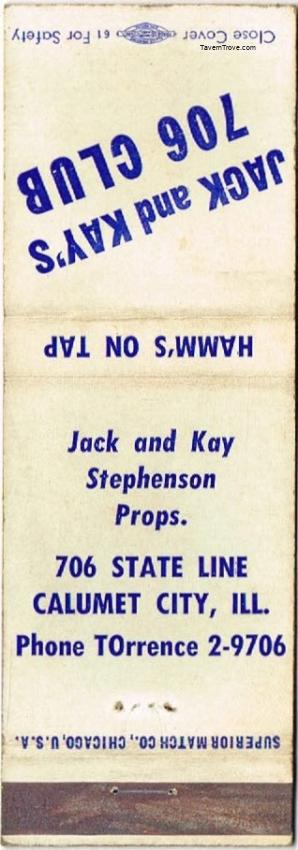 Close Cover 61 For Safety
TavernTrove.com
JACK and KAY'S
706 CLUB
HAMM'S ON TAP
Jack and Kay
Stephenson
Props.
706 STATE LINE
CALUMET CITY, ILL.
Phone TOrrence 2-9706
SUPERIOR MATCH CO., CHICAGO, U.S.A.